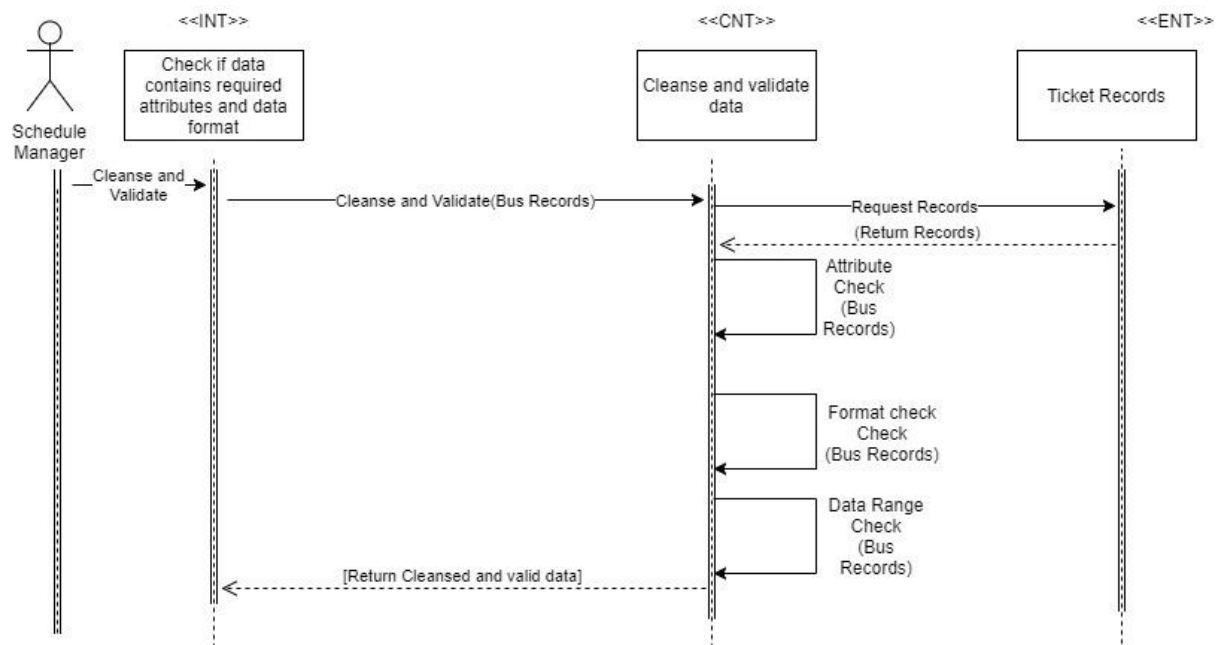 <<INT>>
<<CNT>>
<<ENT>>
Check if data
contains required
attributes and data
format
Cleanse and validate
data
Ticket Records
Schedule
Manager
Cleanse and
Validate
Cleanse and Validate(Bus Records)
Request Records
(Return Records)
Attribute
Check
(Bus
Records)
Format check
Check
(Bus Records)
Data Range
Check
(Bus
Records)
[Return Cleansed and valid data]